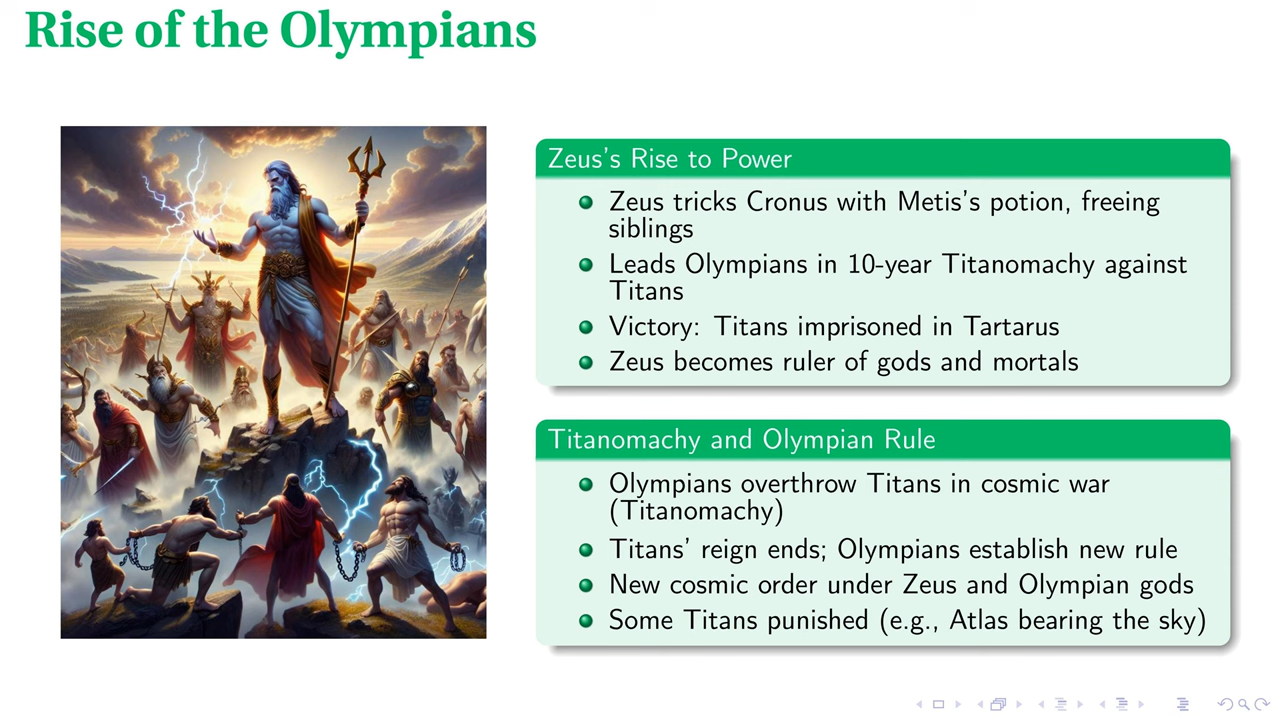 Rise of the Olympians
Zeus's Rise to Power
Zeus tricks Cronus with Metis's potion, freeing
siblings
Leads Olympians in 10-year Titanomachy against
Titans
Victory: Titans imprisoned in Tartarus
Zeus becomes ruler of gods and mortals
Titanomachy and Olympian Rule
Olympians overthrow Titans in cosmic war
(Titanomachy)
Titans' reign ends; Olympians establish new rule
New cosmic order under Zeus and Olympian gods
Some Titans punished (e.g., Atlas bearing the sky)